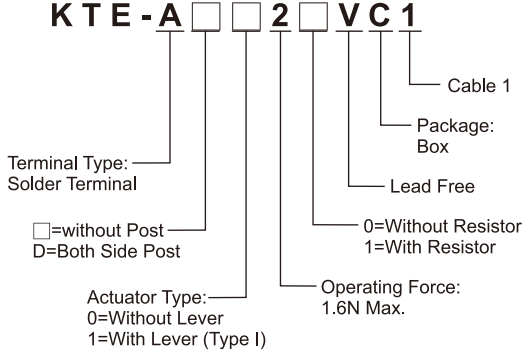 KTE-A□□2□VC1
Cable 1
Package:
Box
Terminal Type:
Solder Terminal
Lead Free
□=without Post
D=Both Side Post
0=Without Resistor
1=With Resistor
Actuator Type:
0=Without Lever
1=With Lever (Type I)
Operating Force:
1.6N Max.